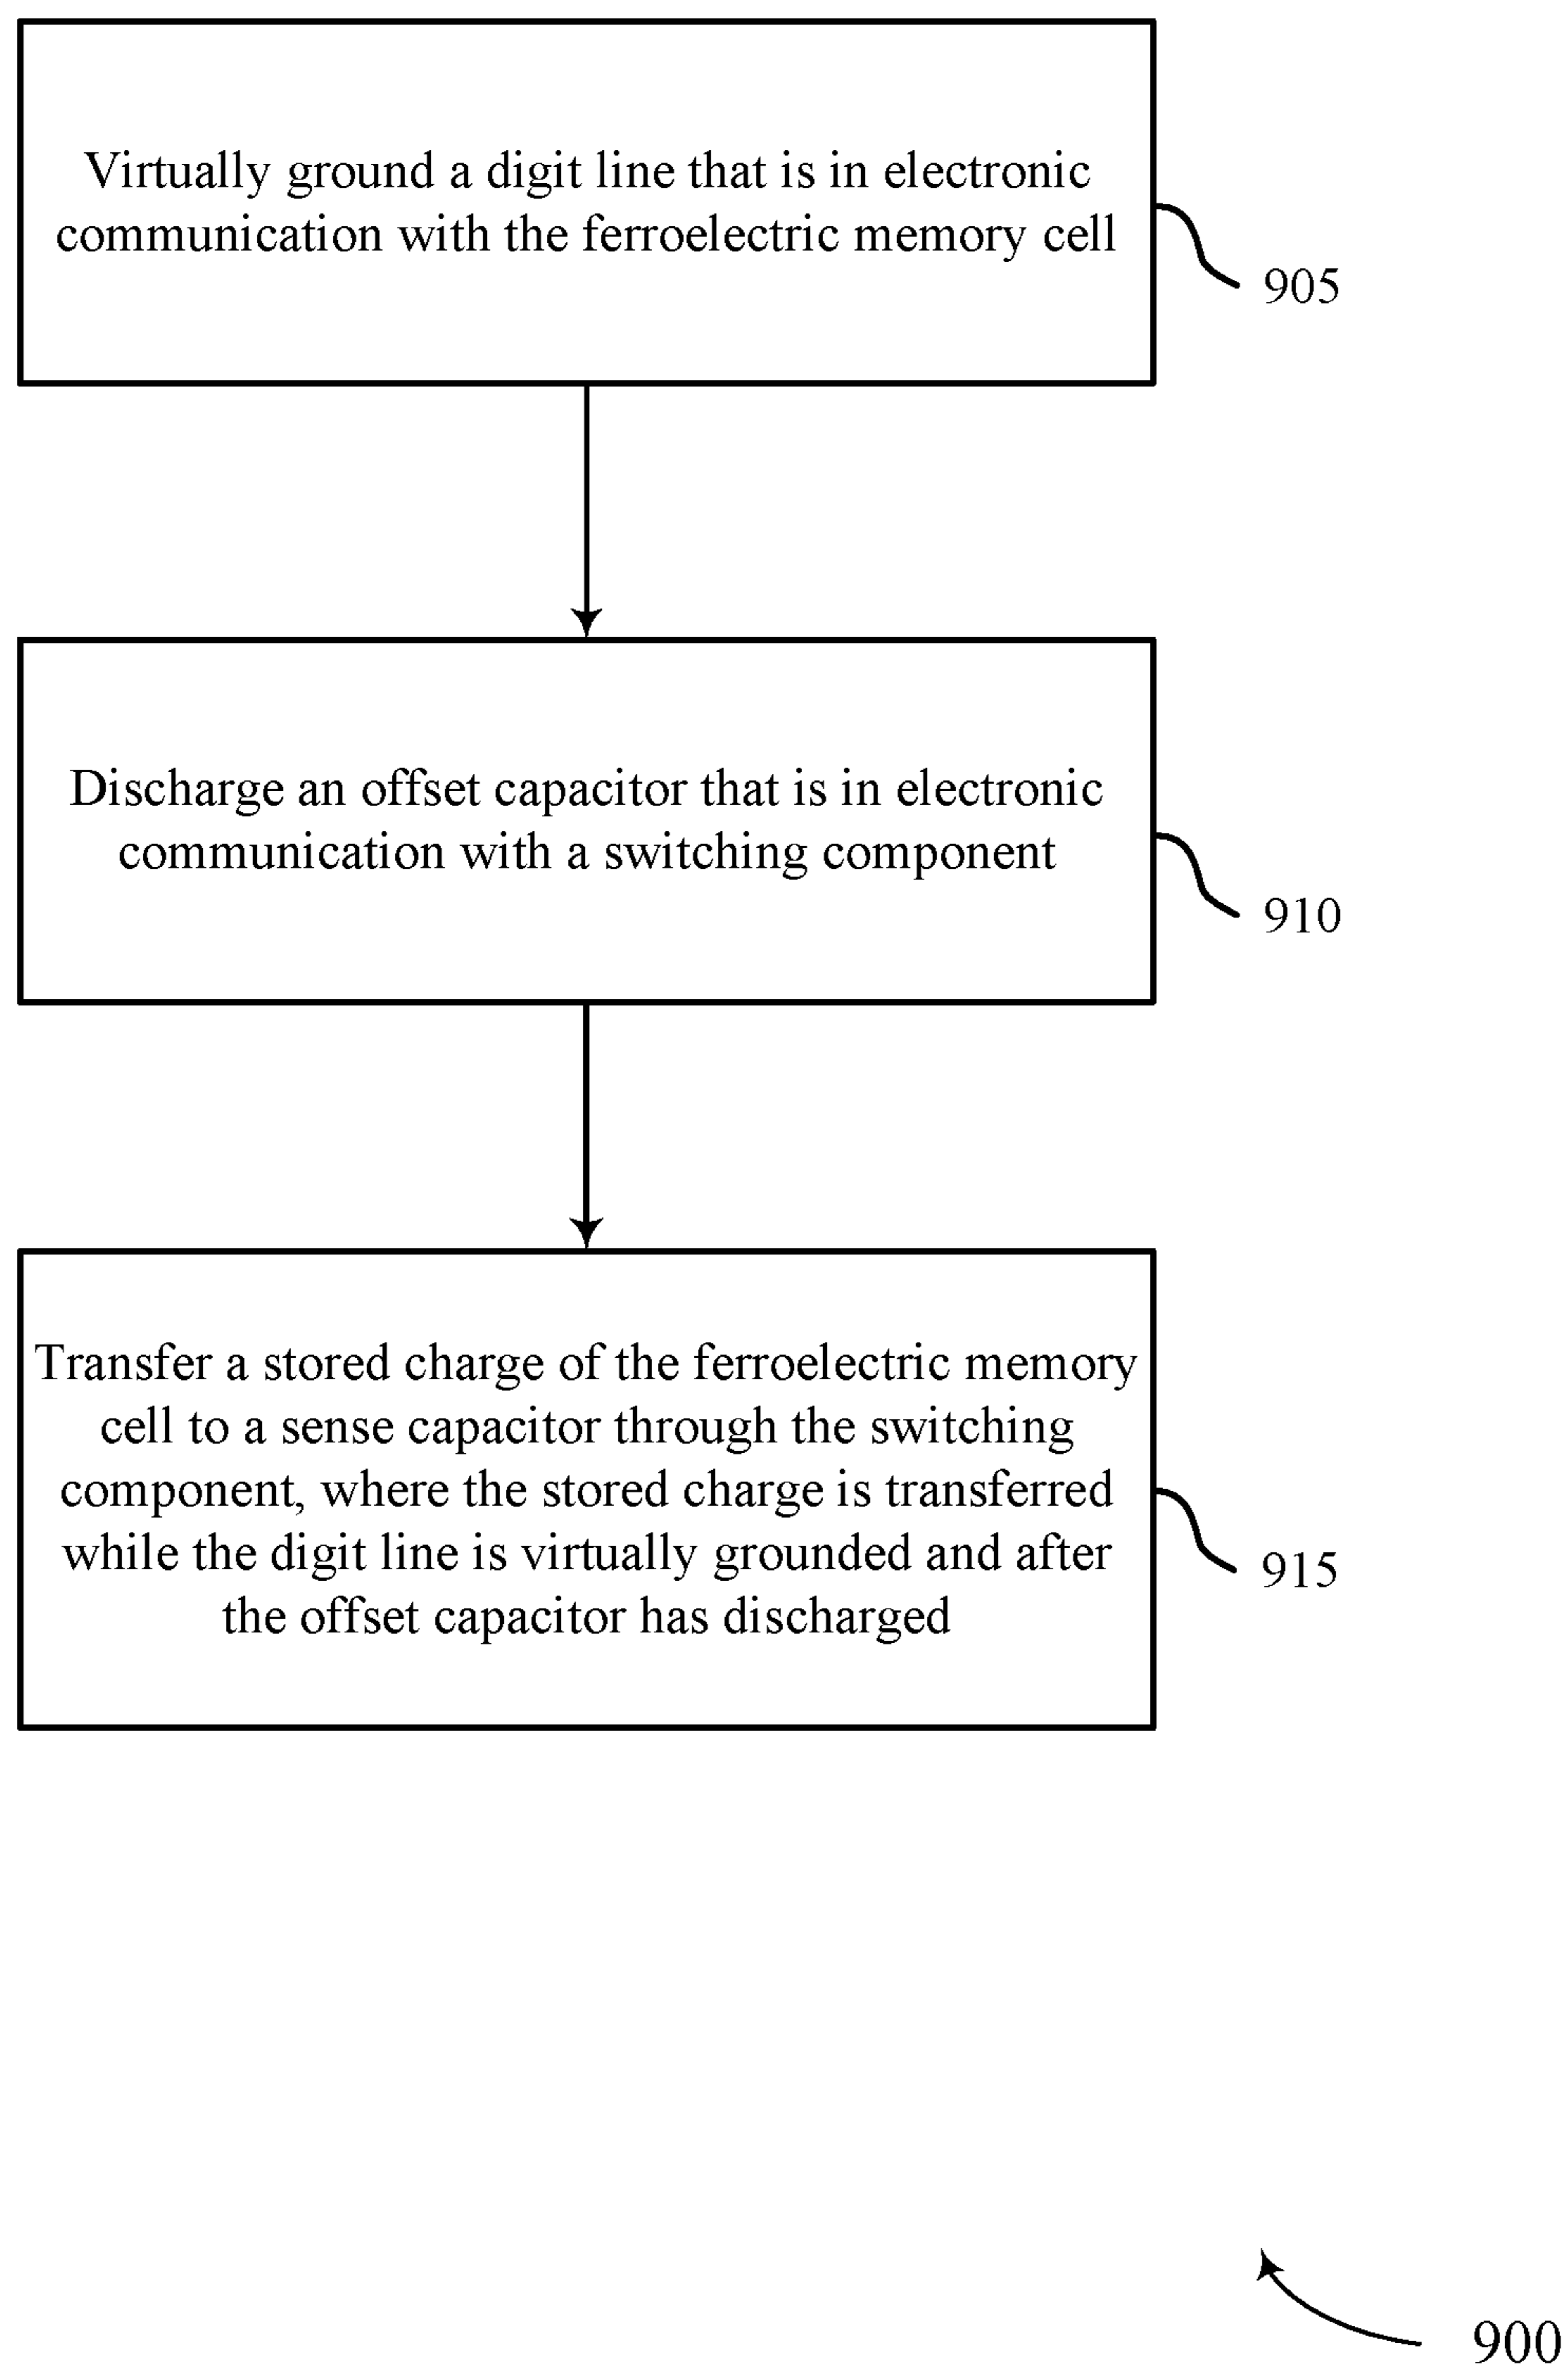 Virtually ground a digit line that is in electronic
communication with the ferroelectric memory cell
905
Discharge an offset capacitor that is in electronic
communication with a switching component
910
Transfer a stored charge of the ferroelectric memory
cell to a sense capacitor through the switching
component, where the stored charge is transferred
while the digit line is virtually grounded and after
the offset capacitor has discharged
915
900